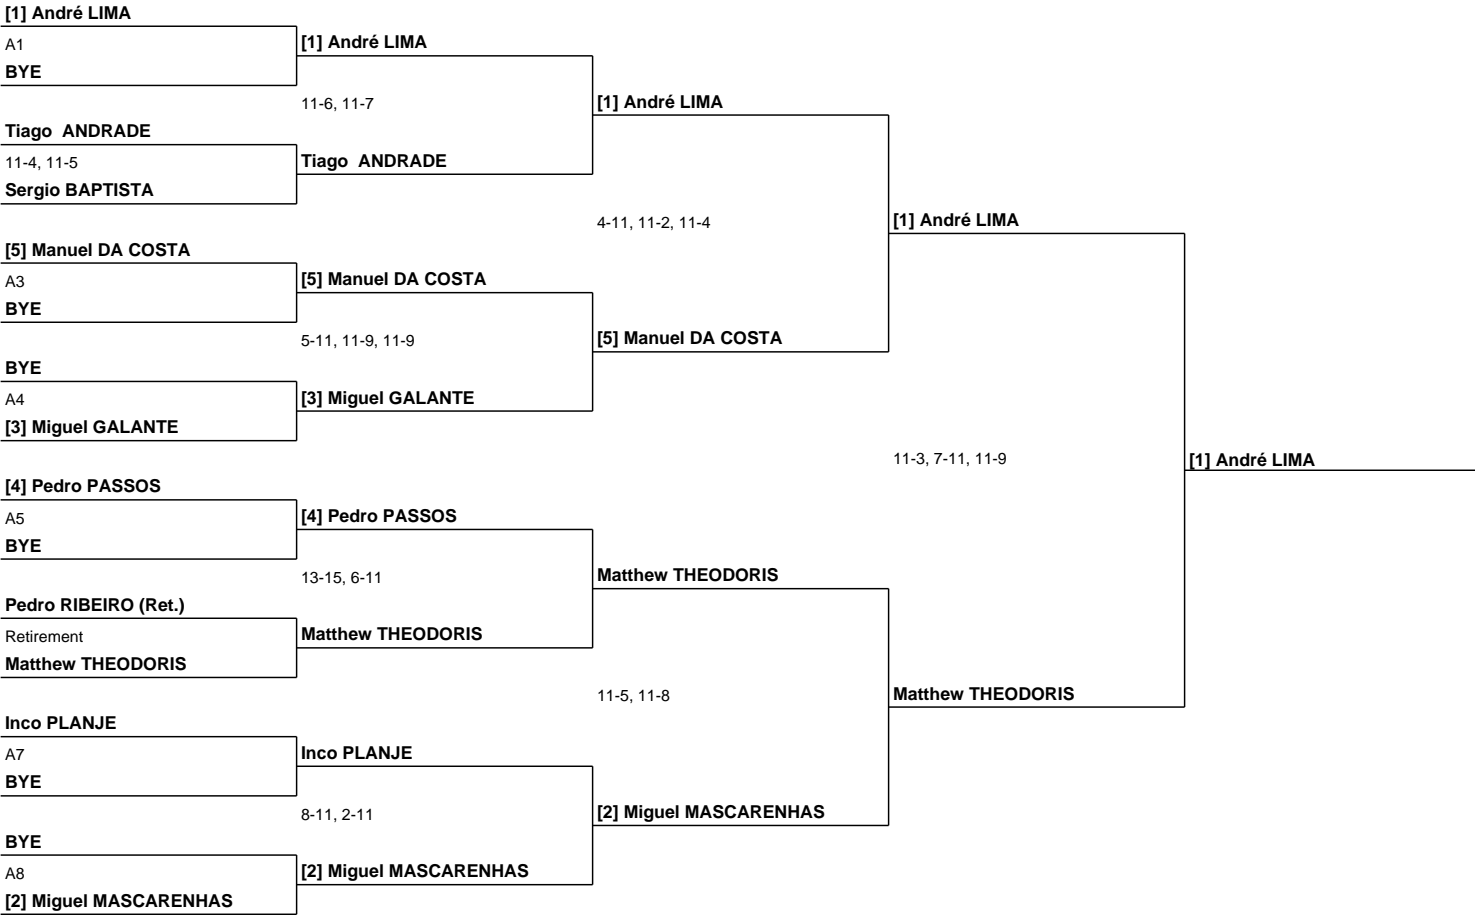 [1] André LIMA
A1
BYE
Tiago  ANDRADE
11-4, 11-5
Sergio BAPTISTA
[5] Manuel DA COSTA
A3
BYE
BYE
A4
[3] Miguel GALANTE
[4] Pedro PASSOS
A5
BYE
Pedro RIBEIRO (Ret.)
Retirement
Matthew THEODORIS
Inco PLANJE
A7
BYE
BYE
A8
[2] Miguel MASCARENHAS
[1] André LIMA
11-6, 11-7
Tiago  ANDRADE
[5] Manuel DA COSTA
5-11, 11-9, 11-9
[3] Miguel GALANTE
[4] Pedro PASSOS
13-15, 6-11
Matthew THEODORIS
Inco PLANJE
8-11, 2-11
[2] Miguel MASCARENHAS
[1] André LIMA
4-11, 11-2, 11-4
[5] Manuel DA COSTA
Matthew THEODORIS
11-5, 11-8
[2] Miguel MASCARENHAS
[1] André LIMA
11-3, 7-11, 11-9
Matthew THEODORIS
[1] André LIMA